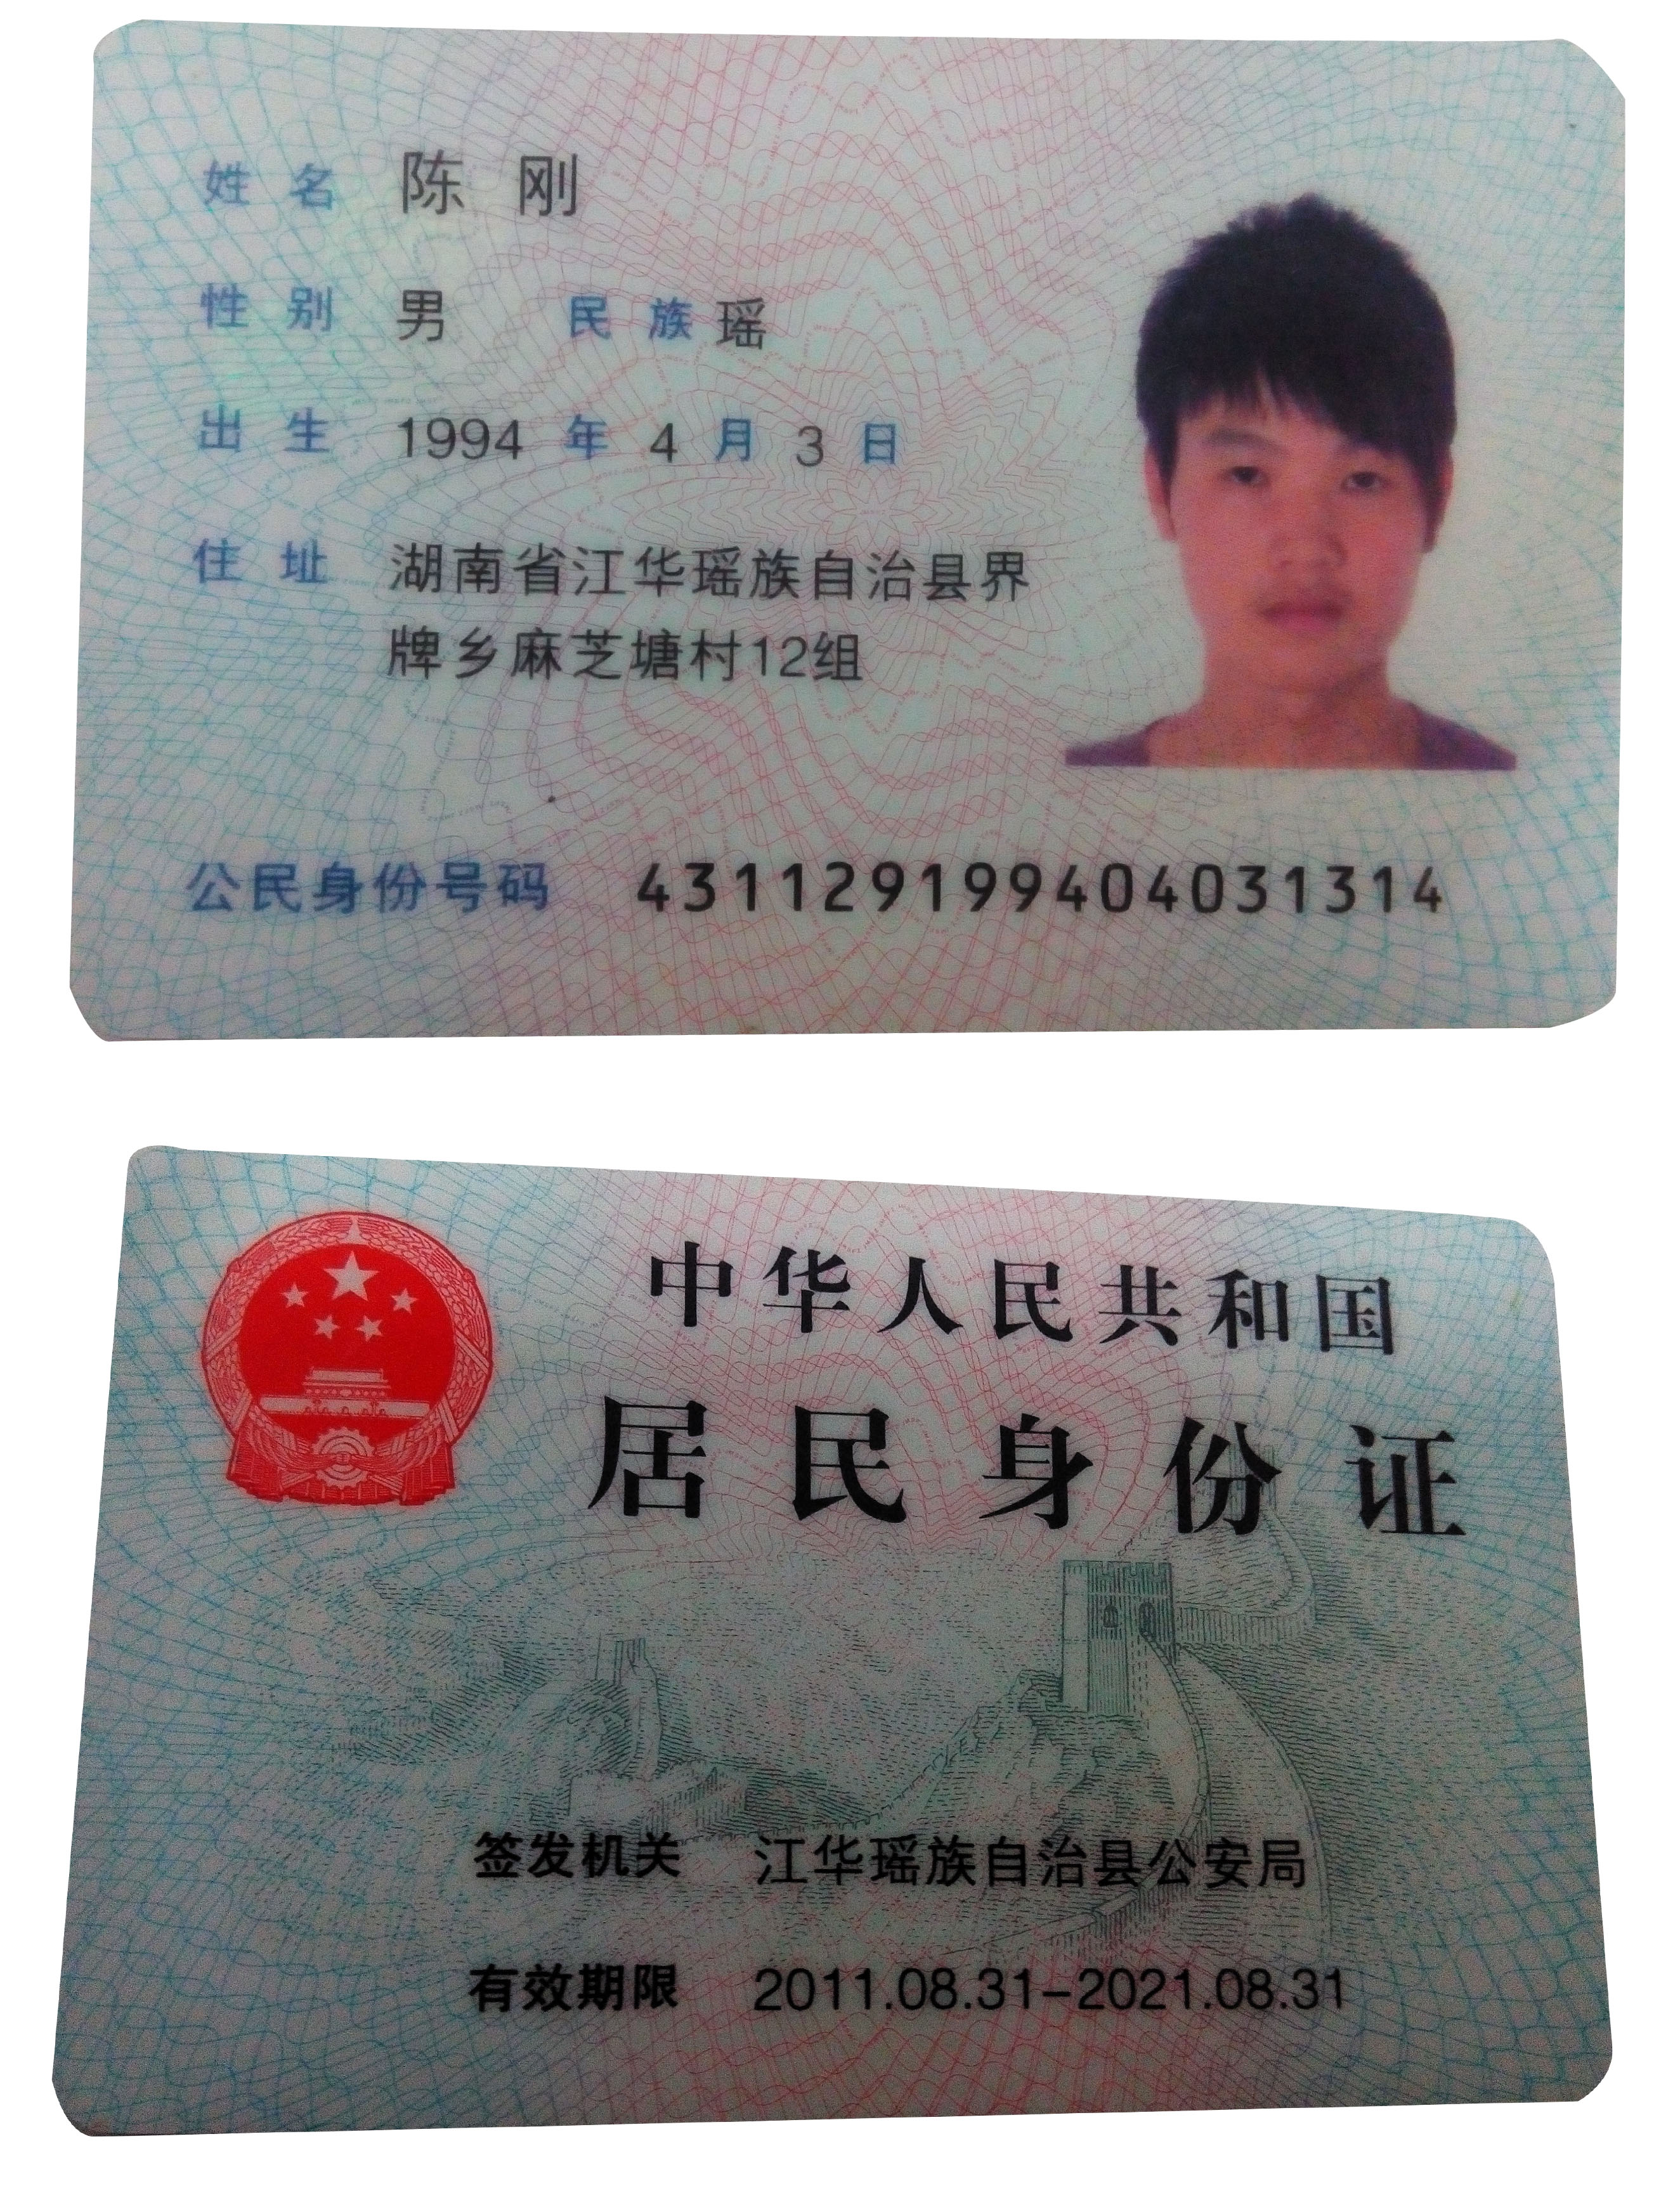 姓名 陈刚
性别 男 民族 瑶
出生 1994 年 4 月 3 日
住址 湖南省江华瑶族自治县界
牌乡麻芝塘村12组
公民身份号码 431129199404031314
中华人民共和国
居民身份证
签发机关 江华瑶族自治县公安局
有效期限 2011.08.31-2021.08.31